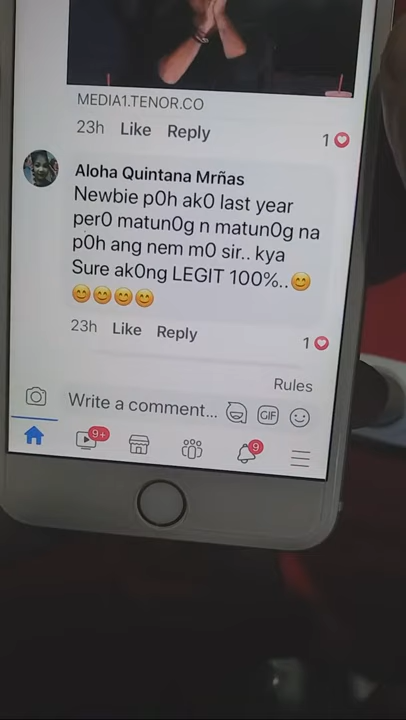 MEDIA1.TENOR.CO
23h Like Reply 1
Aloha Quintana Mrñas
Newbie p0h ak0 last year
per0 matun0g n matun0g na
p0h ang nem m0 sir.. kya
Sure ak0ng LEGIT 100%..😊
😊😊😊😊
23h Like Reply 1
Rules
Write a comment... GIF
9+ 9